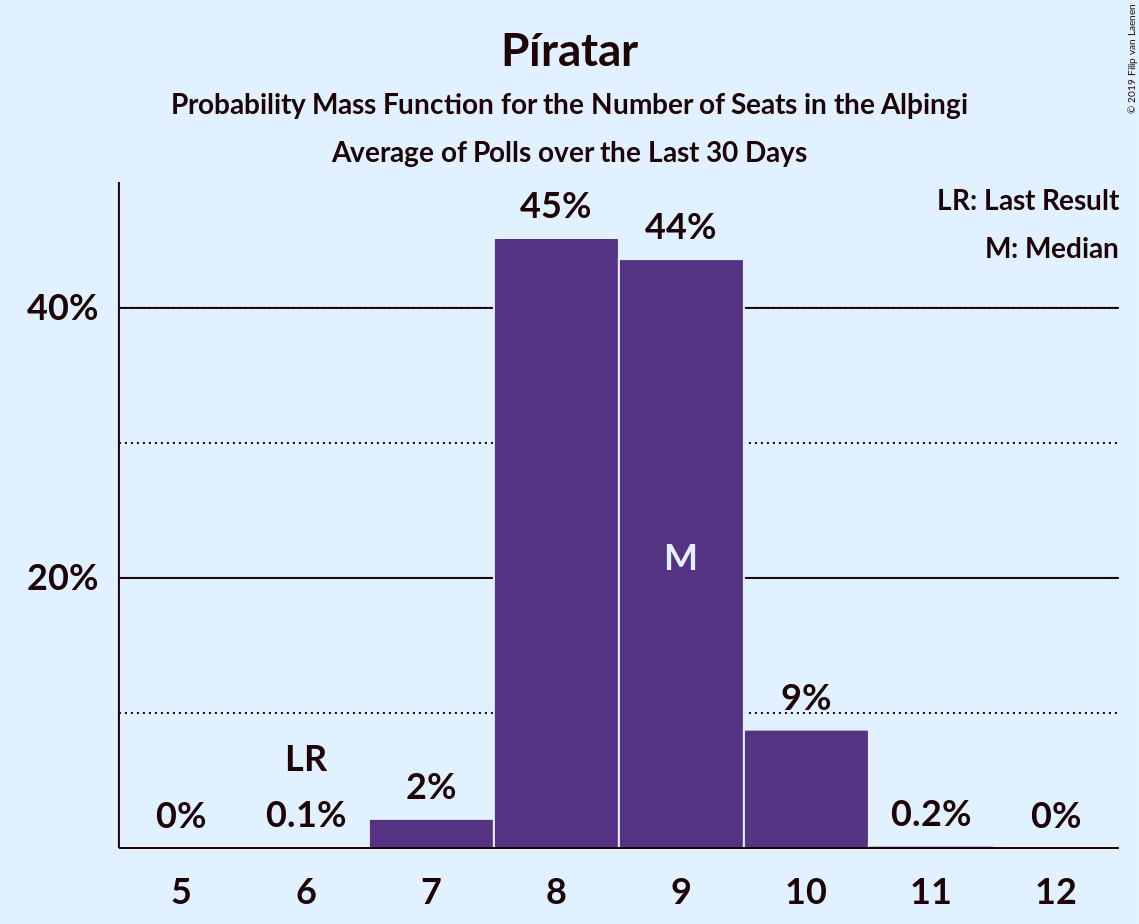 Píratar
Probability Mass Function for the Number of Seats in the Alþingi
Average of Polls over the Last 30 Days
© 2019 Filip van Laenen
LR: Last Result
M: Median
45%
44%
40%
M
20%
9%
LR
2%
0%
0.1%
0.2%
0%
5 6 7 8 9 10 11 12